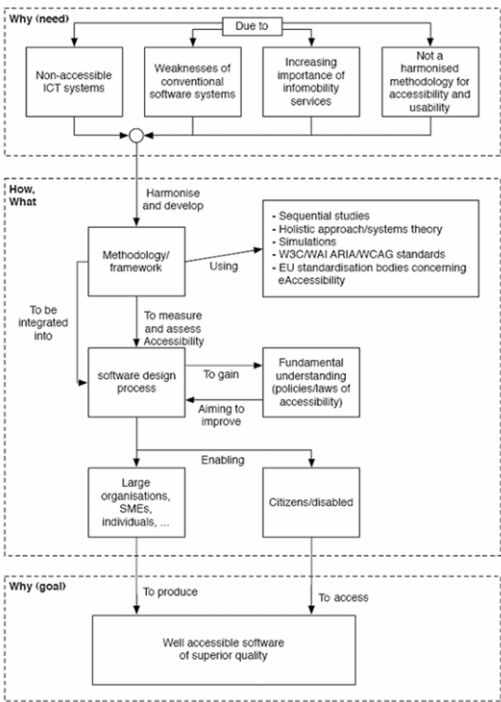 Why (need)
Due to
Non-accessible
ICT systems
Weaknesses of
conventional
software systems
Increasing
importance of
infomobility
services
Not a
harmonised
methodology for
accessibility and
usability
How,
What
Harmonise
and develop
Methodology/
framework
Using
- Sequential studies
- Holistic approach/systems theory
- Simulations
- W3C/WAI ARIA/WCAG standards
- EU standardisation bodies concerning
eAccessibility
To be
integrated
into
To measure
and assess
Accessibility
software design
process
To gain
Aiming to
improve
Fundamental
understanding
(policies/laws of
accessibility)
Enabling
Large
organisations,
SMEs,
individuals, ...
Citizens/disabled
Why (goal)
To produce
To access
Well accessible software
of superior quality